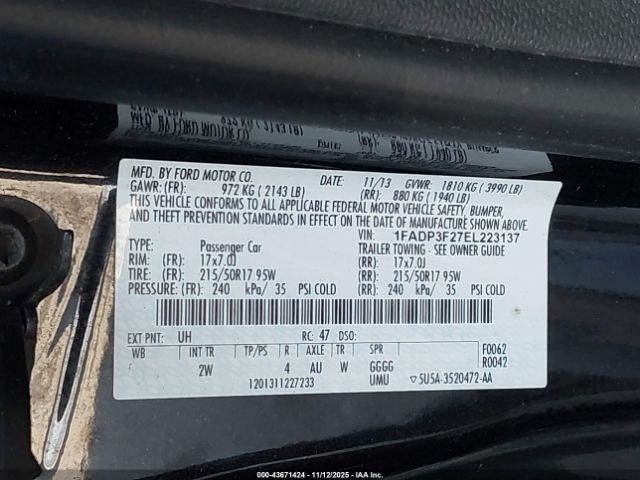 MFD. BY FORD MOTOR CO. DATE: 11/13 GVWR: 1810 KG ( 3990 LB)
GAWR: (FR): 972 KG ( 2143 LB) (RR): 880 KG ( 1940 LB)
THIS VEHICLE CONFORMS TO ALL APPLICABLE FEDERAL MOTOR VEHICLE SAFETY, BUMPER,
AND THEFT PREVENTION STANDARDS IN EFFECT ON THE DATE OF MANUFACTURE SHOWN ABOVE.
VIN: 1FADP3F27EL223137
TYPE: Passenger Car TRAILER TOWING - SEE OWNER GUIDE
RIM: (FR): 17x7.0J (RR): 17x7.0J
TIRE: (FR): 215/50R17 95W (RR): 215/50R17 95W
PRESSURE: (FR): 240 kPa/ 35 PSI COLD (RR): 240 kPa/ 35 PSI COLD
EXT PNT: UH RC: 47 DSO: F0062
WB INT TR TP/PS R AXLE TR SPR R0042
2W 4 AU W GGGG
1201311227233 UMU 5U5A-3520472-AA
20-43671424 - 11/12/2025 - IAA